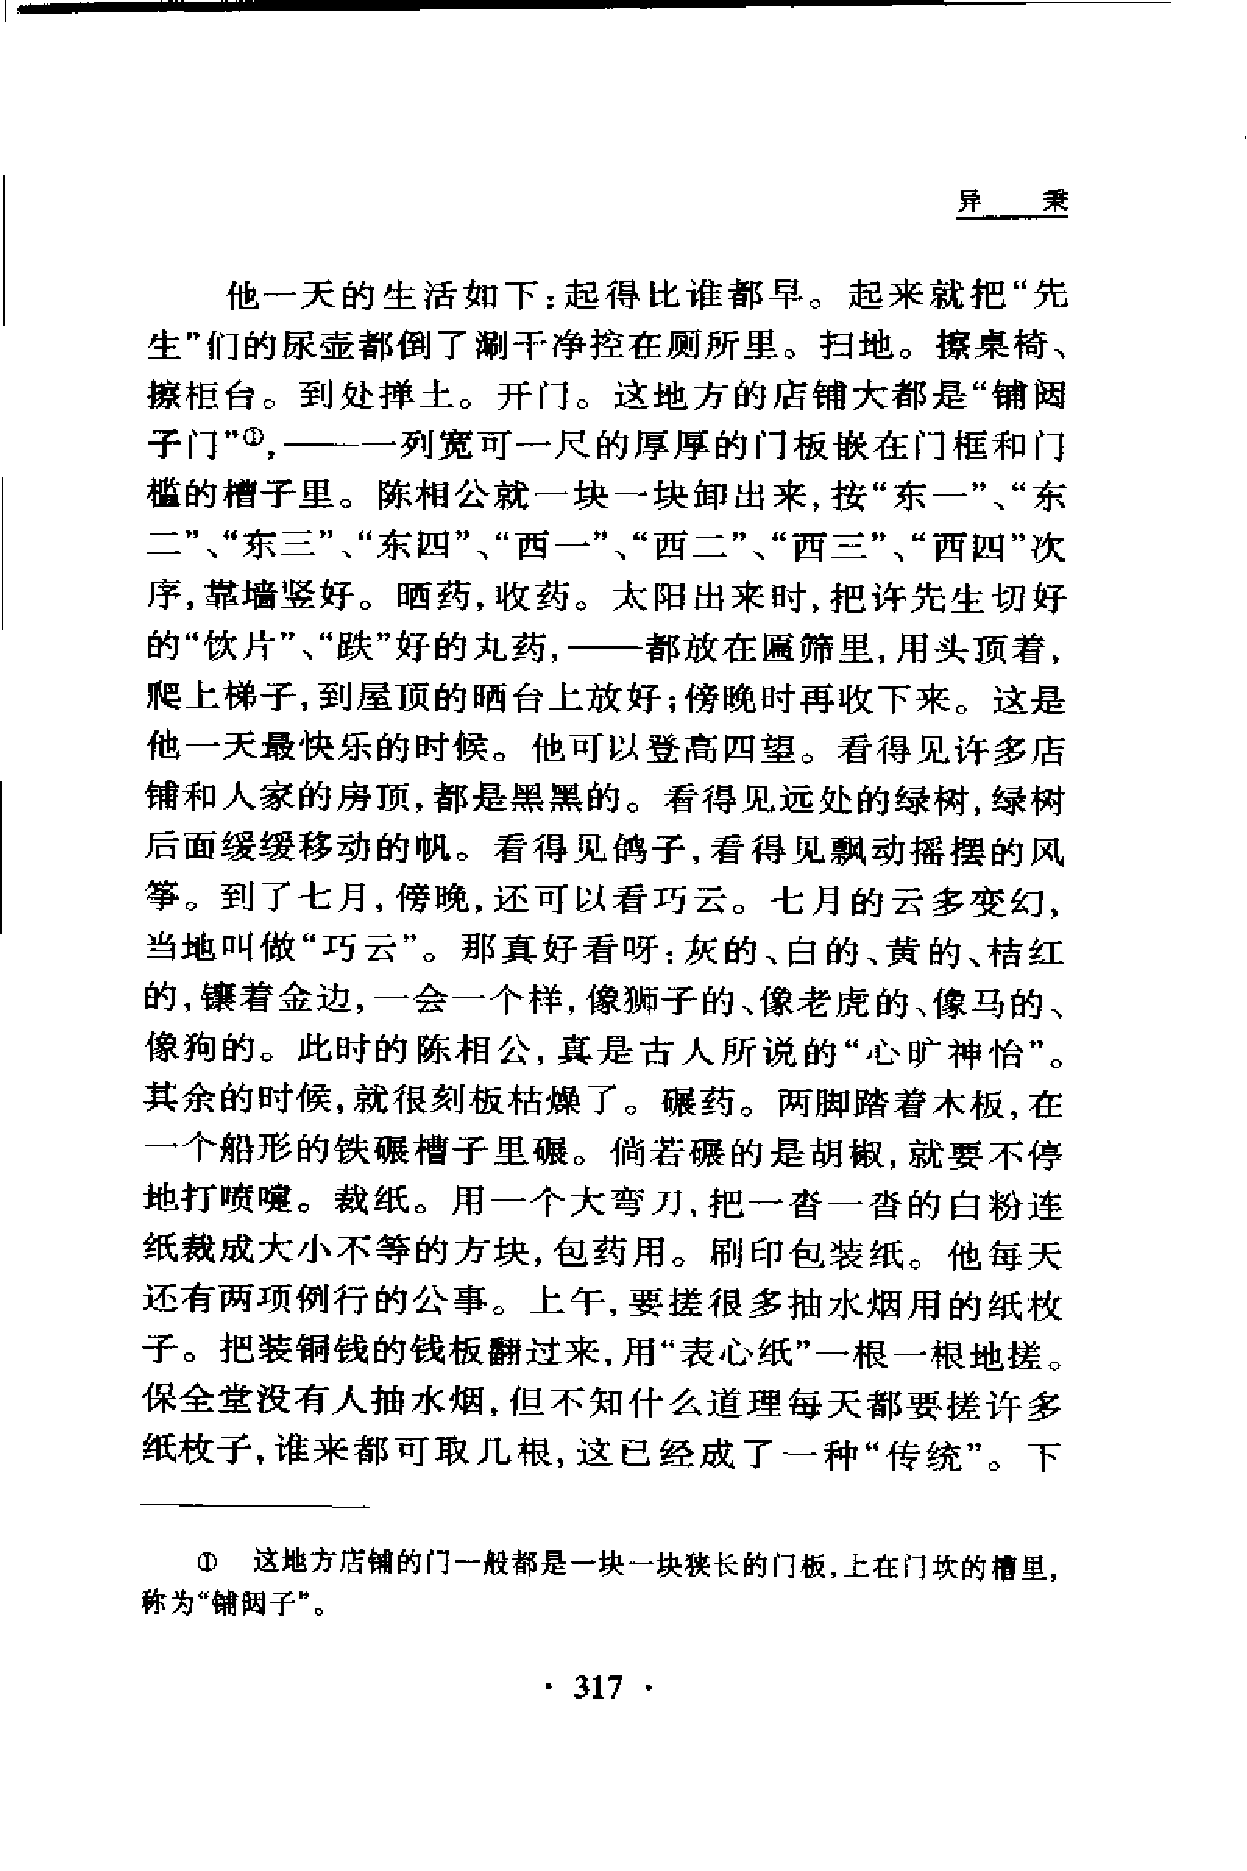 异 秉
他一天的生活如下:起得比谁都早。起来就把“先
生”们的尿壶都倒了涮干净控在厕所里。扫地。擦桌椅、
擦柜台。到处掸土。开门。这地方的店铺大都是“铺闼
子门”①,——一列宽可一尺的厚厚的门板嵌在门框和门
槛的槽子里。陈相公就一块一块卸出来,按“东一”、“东
二”、“东三”、“东四”、“西一”、“西二”、“西三”、“西四”次
序,靠墙竖好。晒药,收药。太阳出来时,把许先生切好
的“饮片”、“跌”好的丸药,——都放在匾筛里,用头顶着,
爬上梯子,到屋顶的晒台上放好;傍晚时再收下来。这是
他一天最快乐的时候。他可以登高四望。看得见许多店
铺和人家的房顶,都是黑黑的。看得见远处的绿树,绿树
后面缓缓移动的帆。看得见鸽子,看得见飘动摇摆的风
筝。到了七月,傍晚,还可以看巧云。七月的云多变幻,
当地叫做“巧云”。那真好看呀:灰的、白的、黄的、桔红
的,镶着金边,一会一个样,像狮子的、像老虎的、像马的、
像狗的。此时的陈相公,真是古人所说的“心旷神怡”。
其余的时候,就很刻板枯燥了。碾药。两脚踏着木板,在
一个船形的铁碾槽子里碾。倘若碾的是胡椒,就要不停
地打喷嚏。裁纸。用一个大弯刀,把一沓一沓的白粉连
纸裁成大小不等的方块,包药用。刷印包装纸。他每天
还有两项例行的公事。上午,要搓很多抽水烟用的纸枚
子。把装铜钱的钱板翻过来,用“表心纸”一根一根地搓。
保全堂没有人抽水烟,但不知什么道理每天都要搓许多
纸枚子,谁来都可取几根,这已经成了一种“传统”。下
① 这地方店铺的门一般都是一块一块狭长的门板,上在门坎的槽里,
称为“铺闼子”。
· 317 ·